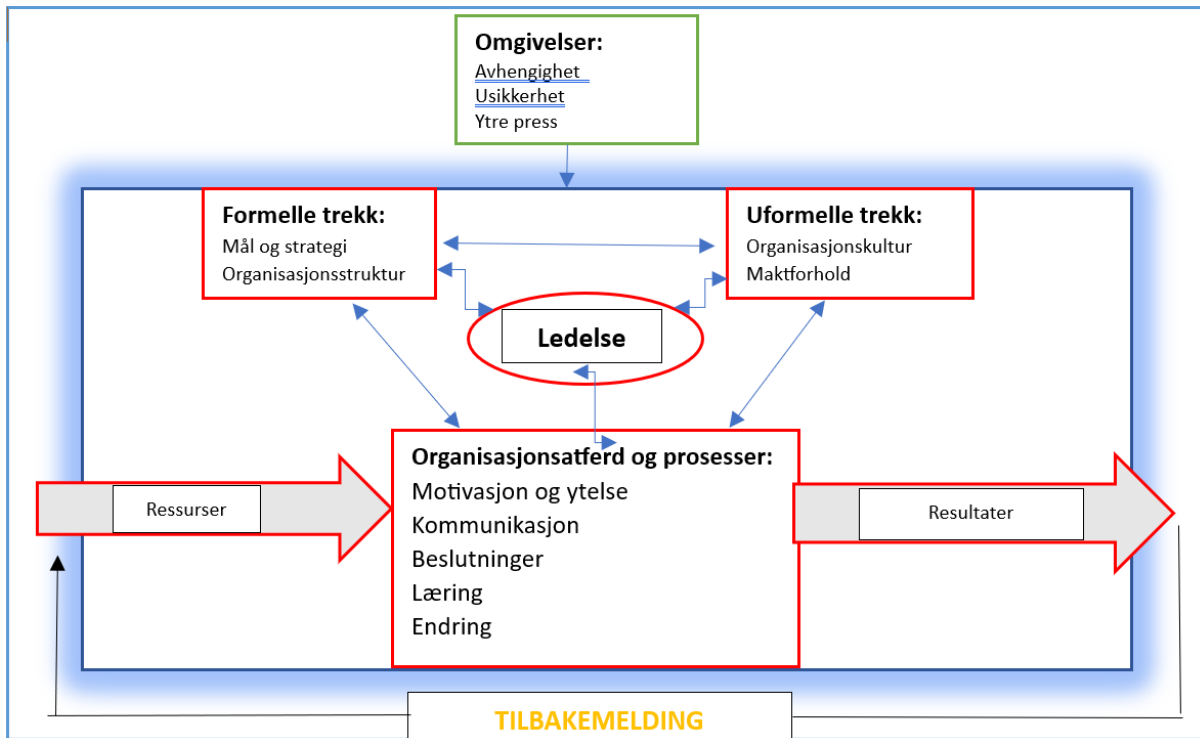 Omgivelser:
Avhengighet
Usikkerhet
Ytre press
Formelle trekk:
Mål og strategi
Organisasjonsstruktur
Uformelle trekk:
Organisasjonskultur
Maktforhold
Ledelse
Organisasjonsatferd og prosesser:
Motivasjon og ytelse
Kommunikasjon
Beslutninger
Læring
Endring
Ressurser
Resultater
TILBAKEMELDING